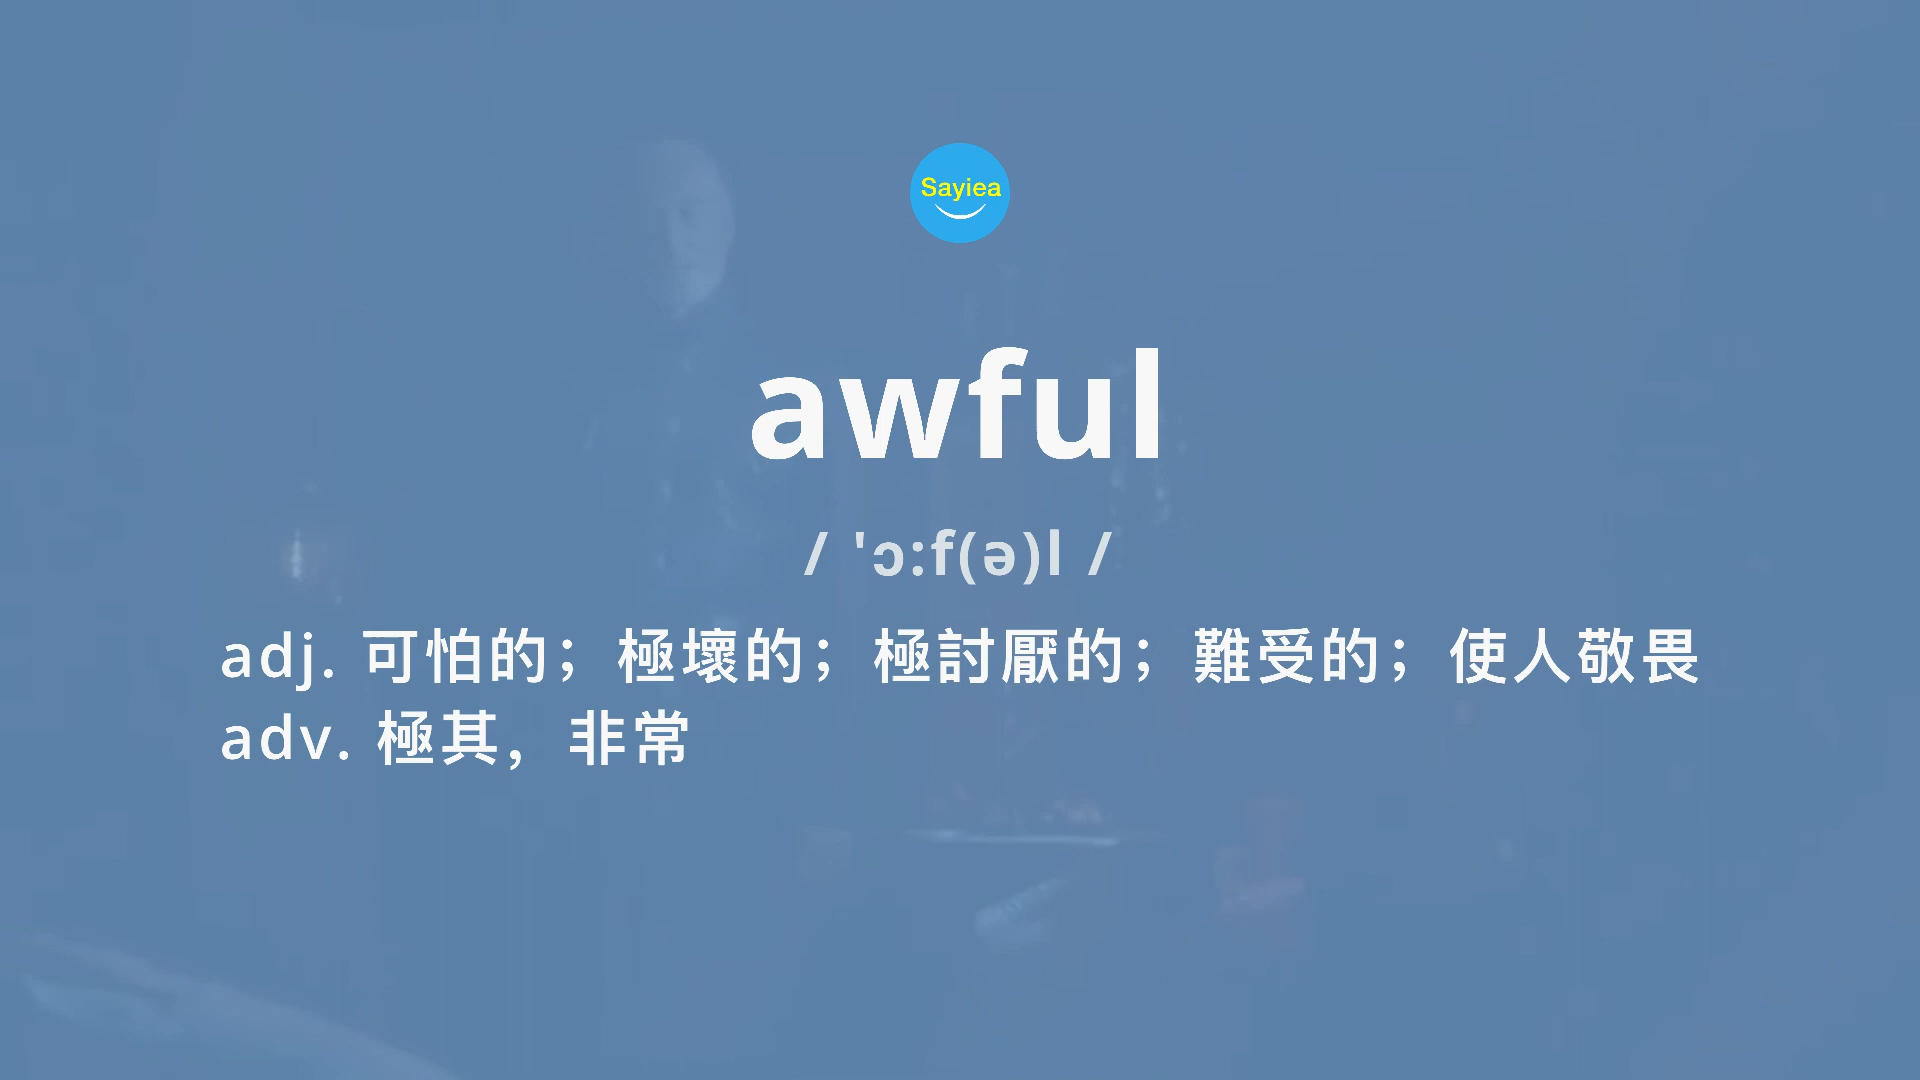 Sayiea
awful
/ ˈɔ:f(ə)l /
adj. 可怕的；極壞的；極討厭的；難受的；使人敬畏
adv. 極其，非常